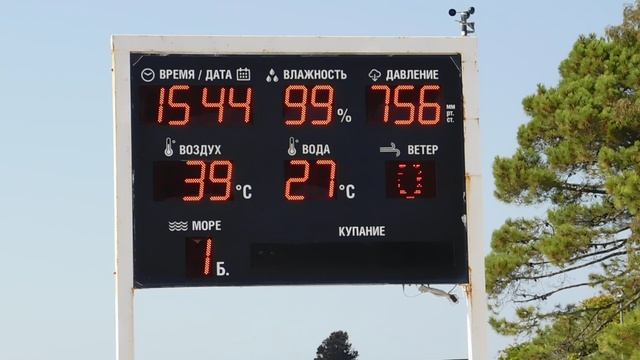 ВРЕМЯ / ДАТА ВЛАЖНОСТЬ ДАВЛЕНИЕ
15 44 99 % 756 мм рт. ст.
ВОЗДУХ ВОДА ВЕТЕР
39 °C 27 °C 0
МОРЕ КУПАНИЕ
1 Б.